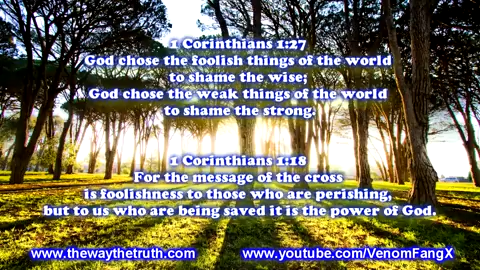 1 Corinthians 1:27
God chose the foolish things of the world
to shame the wise;
God chose the weak things of the world
to shame the strong.
1 Corinthians 1:18
For the message of the cross
is foolishness to those who are perishing,
but to us who are being saved it is the power of God.
www.thewaythetruth.com www.youtube.com/VenomFangX